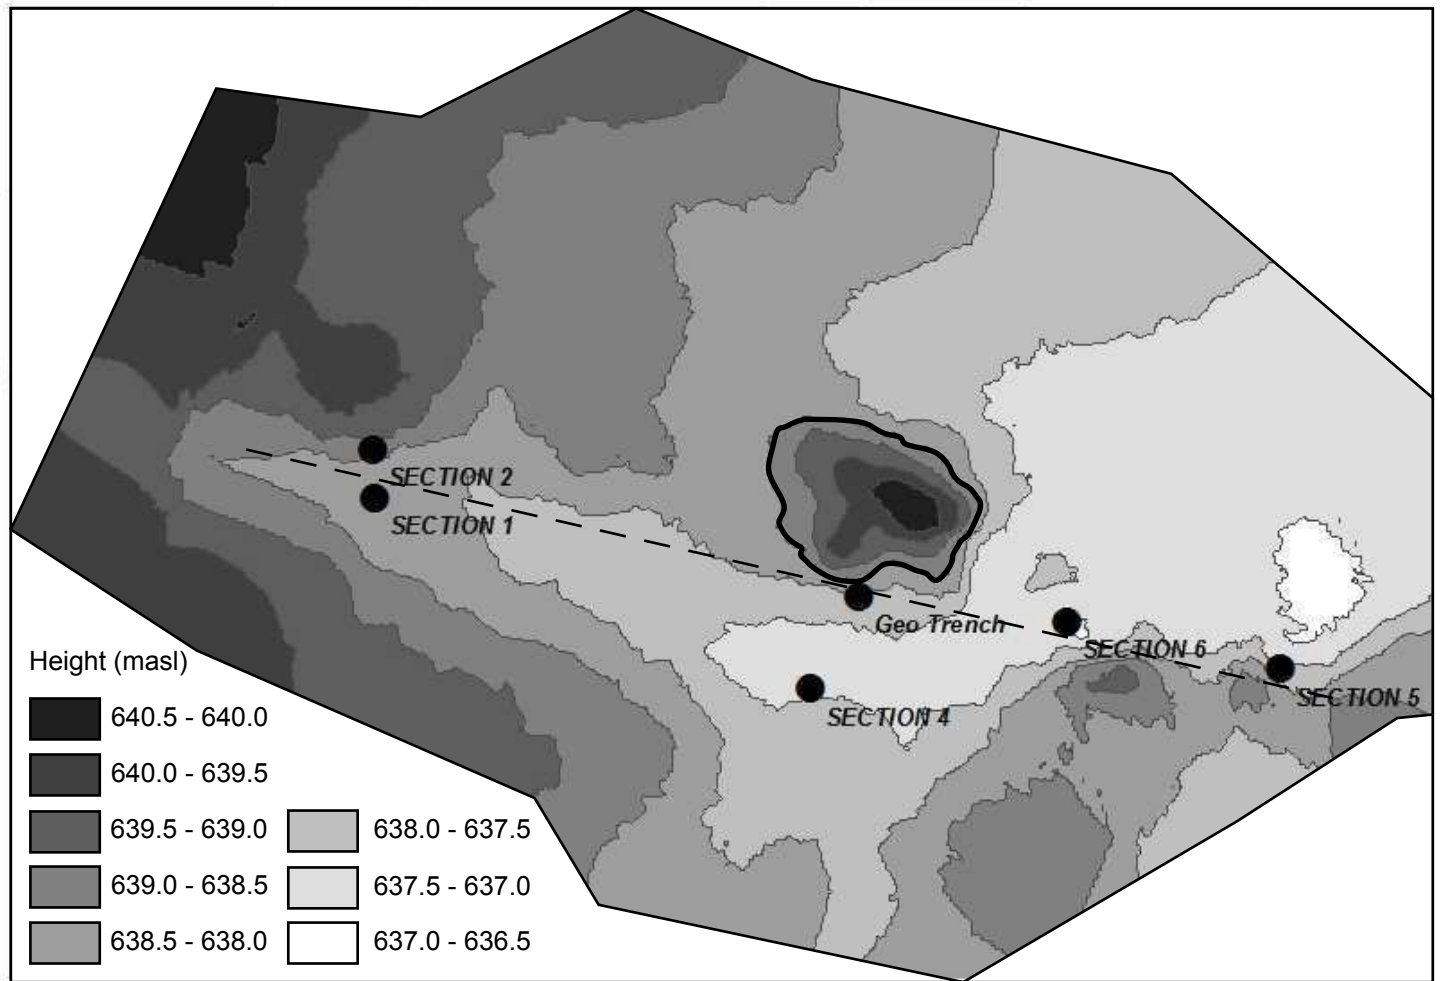 SECTION 2
SECTION 1
Geo Trench
SECTION 6
SECTION 5
SECTION 4
Height (masl)
640.5 - 640.0
640.0 - 639.5
639.5 - 639.0
639.0 - 638.5
638.5 - 638.0
638.0 - 637.5
637.5 - 637.0
637.0 - 636.5